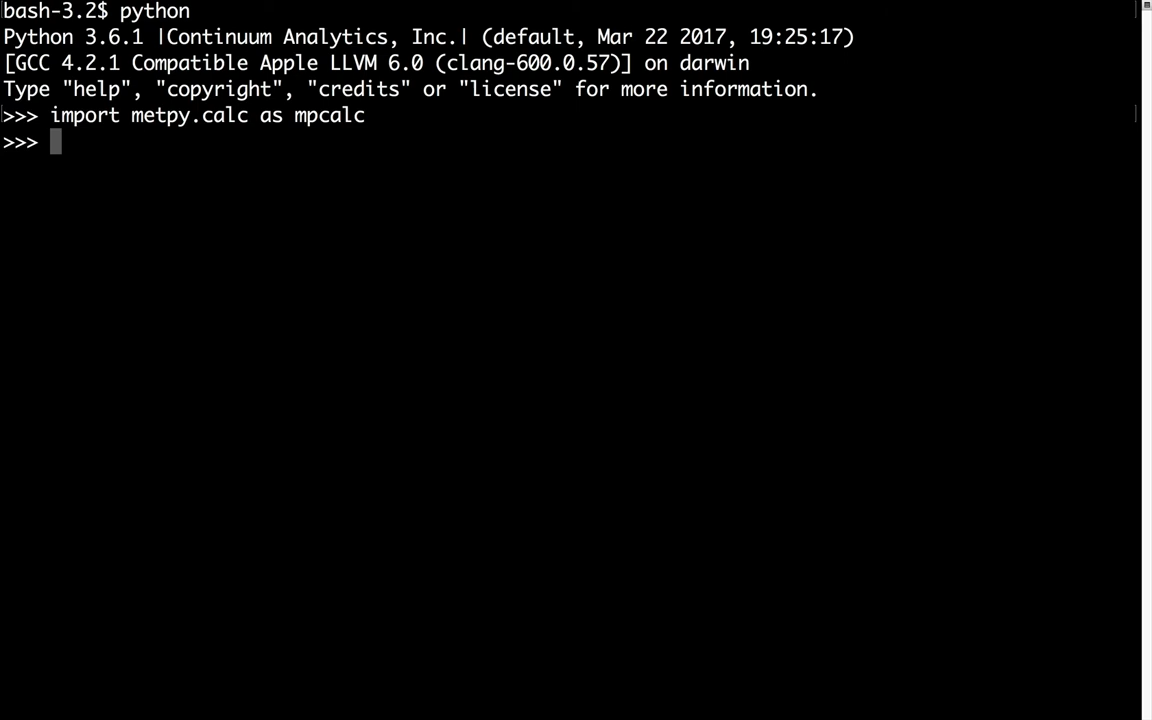 bash-3.2$ python
Python 3.6.1 |Continuum Analytics, Inc.| (default, Mar 22 2017, 19:25:17)
[GCC 4.2.1 Compatible Apple LLVM 6.0 (clang-600.0.57)] on darwin
Type "help", "copyright", "credits" or "license" for more information.
>>> import metpy.calc as mpcalc
>>>